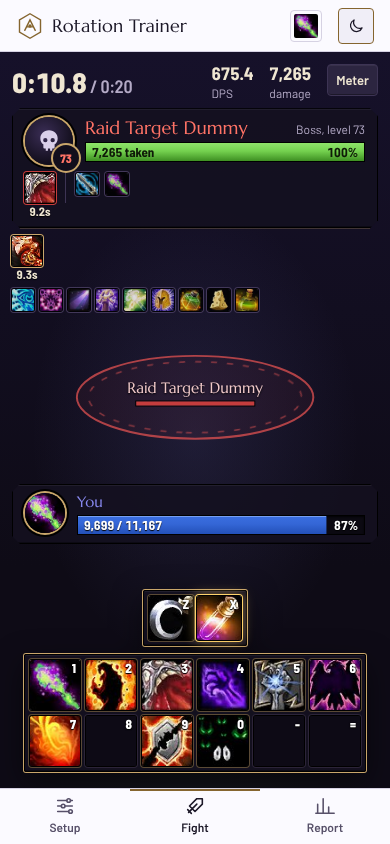 Rotation Trainer
0:10.8 / 0:20
675.4
DPS
7,265
damage
Meter
Raid Target Dummy
Boss, level 73
7,265 taken
100%
73
9.2s
9.3s
Raid Target Dummy
You
9,699 / 11,167
87%
Z
X
1
2
3
4
5
6
7
8
9
0
-
=
Setup
Fight
Report